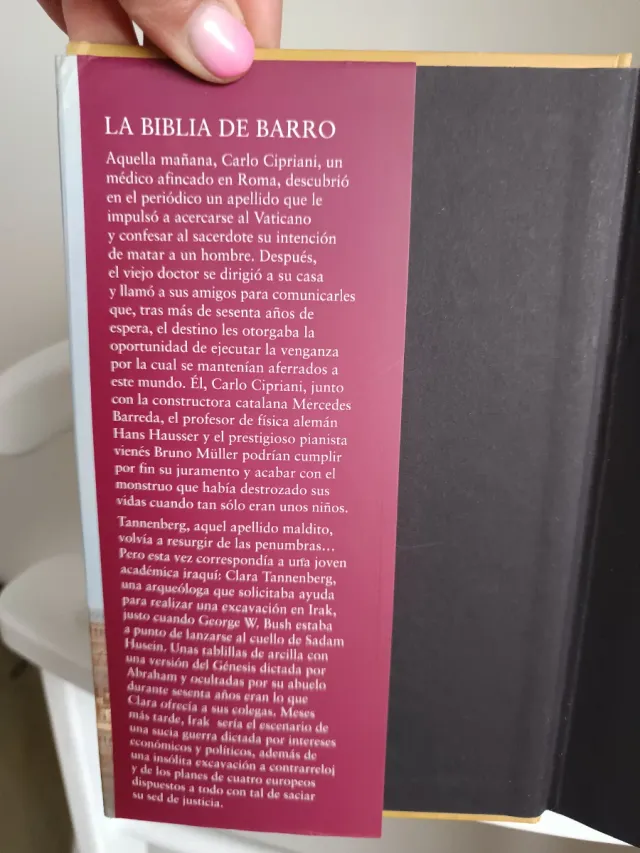 LA BIBLIA DE BARRO
Aquella mañana, Carlo Cipriani, un
médico afincado en Roma, descubrió
en el periódico un apellido que le
impulsó a acercarse al Vaticano
y confesar al sacerdote su intención
de matar a un hombre. Después,
el viejo doctor se dirigió a su casa
y llamó a sus amigos para comunicarles
que, tras más de sesenta años de
espera, el destino les otorgaba la
oportunidad de ejecutar la venganza
por la cual se mantenían aferrados a
este mundo. Él, Carlo Cipriani, junto
con la constructora catalana Mercedes
Barreda, el profesor de física alemán
Hans Hausser y el prestigioso pianista
vienés Bruno Müller podrían cumplir
por fin su juramento y acabar con el
monstruo que había destrozado sus
vidas cuando tan sólo eran unos niños.
Tannenberg, aquel apellido maldito,
volvía a resurgir de las penumbras...
Pero esta vez correspondía a una joven
académica iraquí: Clara Tannenberg,
una arqueóloga que solicitaba ayuda
para realizar una excavación en Irak,
justo cuando George W. Bush estaba
a punto de lanzarse al cuello de Sadam
Husein. Unas tablillas de arcilla con
una versión del Génesis dictada por
Abraham y ocultadas por su abuelo
durante sesenta años eran lo que
Clara ofrecía a sus colegas. Meses
más tarde, Irak sería el escenario de
una sucia guerra dictada por intereses
económicos y políticos, además de
una insólita excavación a contrarreloj
y de los planes de cuatro europeos
dispuestos a todo con tal de saciar
su sed de justicia.